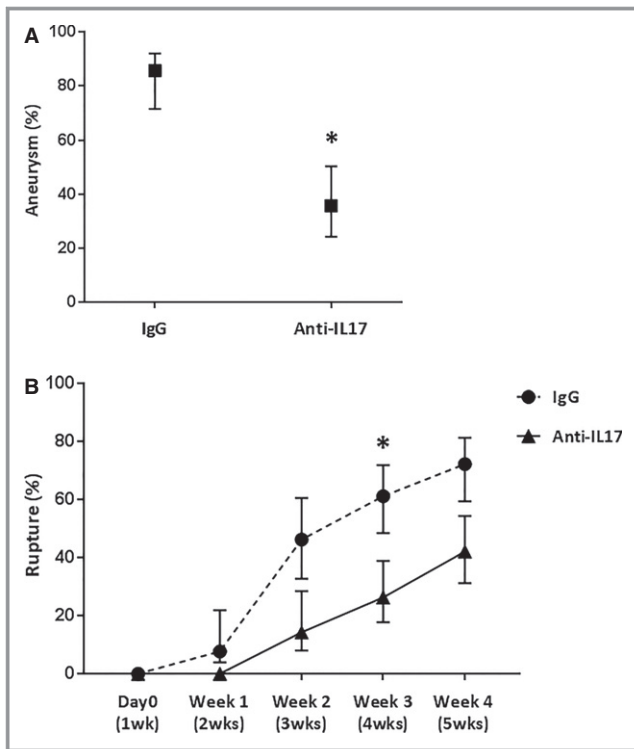 A
100
80
60
40
20
0
Aneurysm (%)
*
IgG Anti-IL17
B
100
80
60
40
20
0
Rupture (%)
*
IgG
Anti-IL17
Day0 Week 1 Week 2 Week 3 Week 4
(1wk) (2wks) (3wks) (4wks) (5wks)